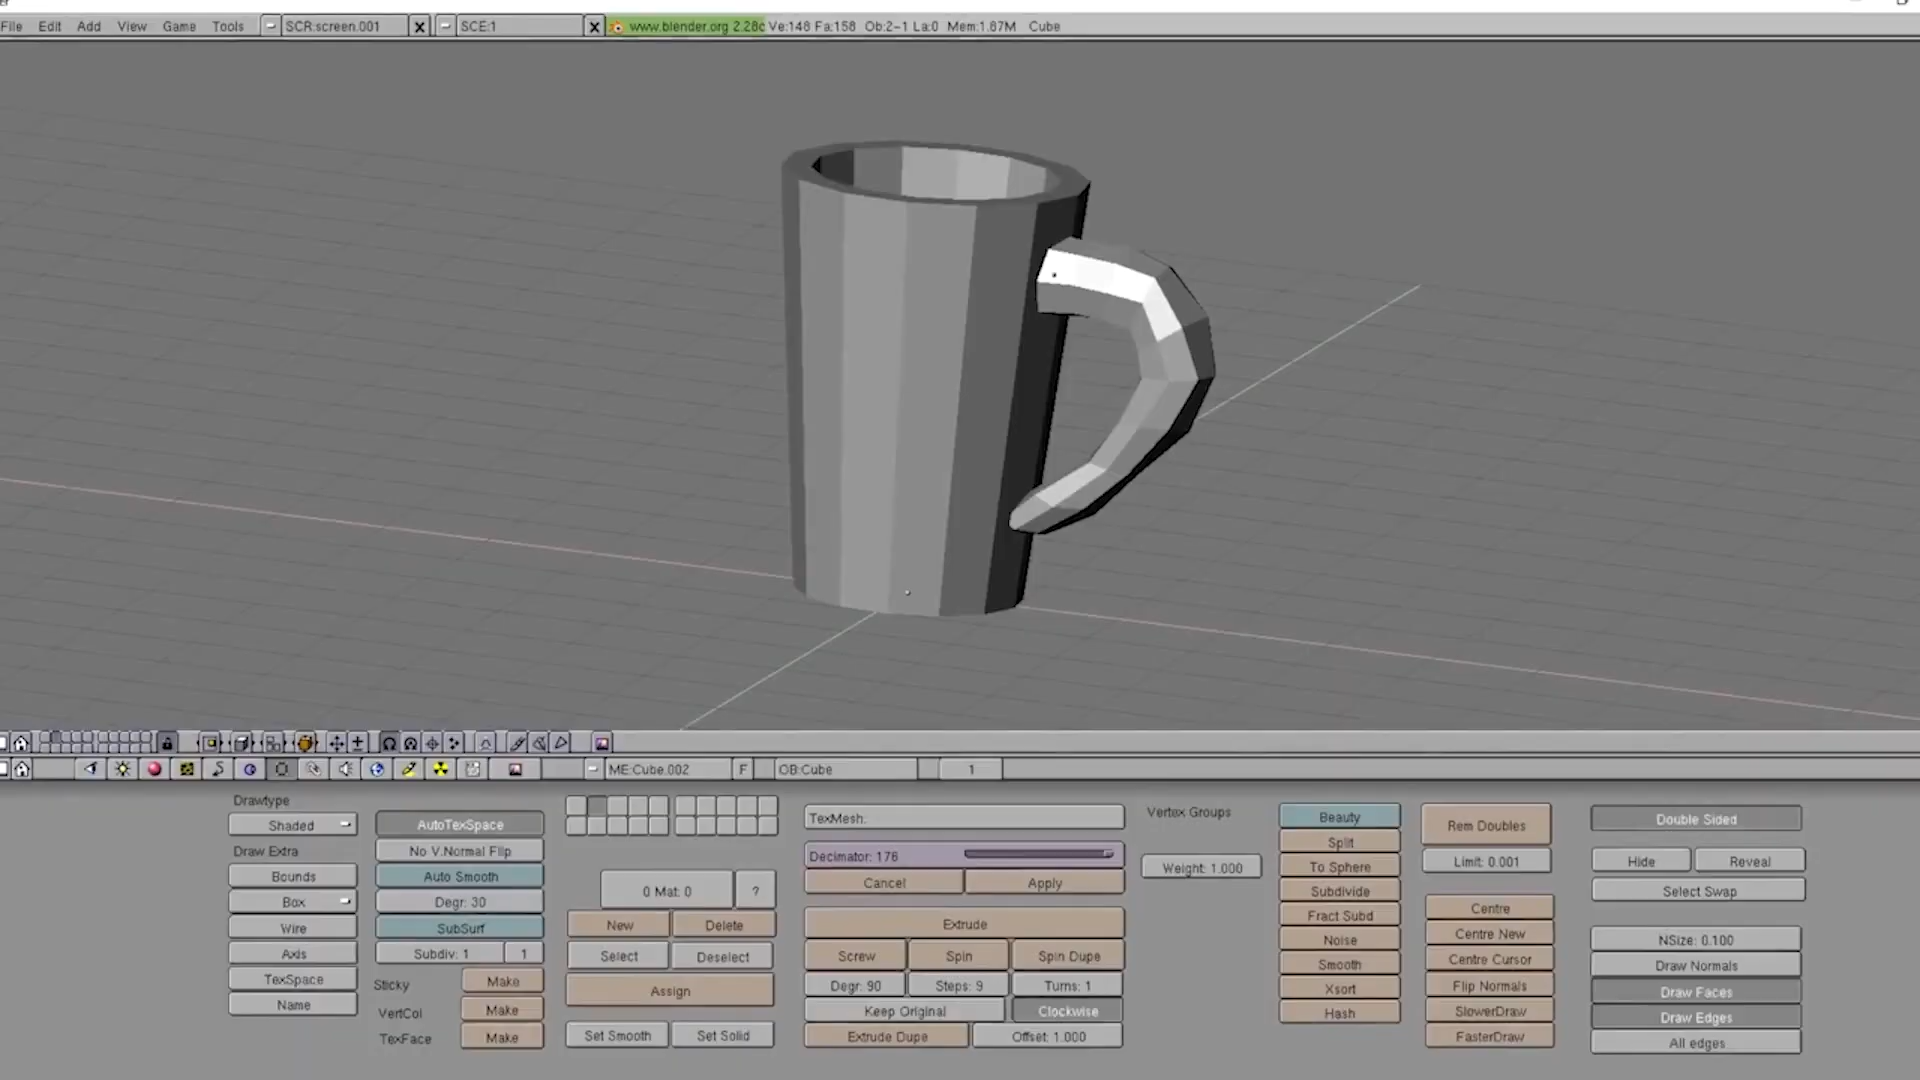 File Edit Add View Game Tools SCR:screen.001 X SCE:1 X www.blender.org 2.28c Ve:148 Fa:158 Ob:2-1 La:0 Mem:1.87M Cube
ME:Cube.002 F OB:Cube 1
Drawtype
Shaded
Draw Extra
Bounds
Box
Wire
Axis
TexSpace
Name
AutoTexSpace
No V.Normal Flip
Auto Smooth
Degr: 30
SubSurf
Subdiv: 1 1
Sticky Make
VertCol Make
TexFace Make
0 Mat: 0 ?
New Delete
Select Deselect
Assign
Set Smooth Set Solid
TexMesh:
Decimator: 176
Cancel Apply
Extrude
Screw Spin Spin Dupe
Degr: 90 Steps: 9 Turns: 1
Keep Original Clockwise
Extrude Dupe Offset: 1.000
Vertex Groups
Weight: 1.000
Beauty
Split
To Sphere
Subdivide
Fract Subd
Noise
Smooth
Xsort
Hash
Rem Doubles
Limit: 0.001
Centre
Centre New
Centre Cursor
Flip Normals
SlowerDraw
FasterDraw
Double Sided
Hide Reveal
Select Swap
NSize: 0.100
Draw Normals
Draw Faces
Draw Edges
All edges